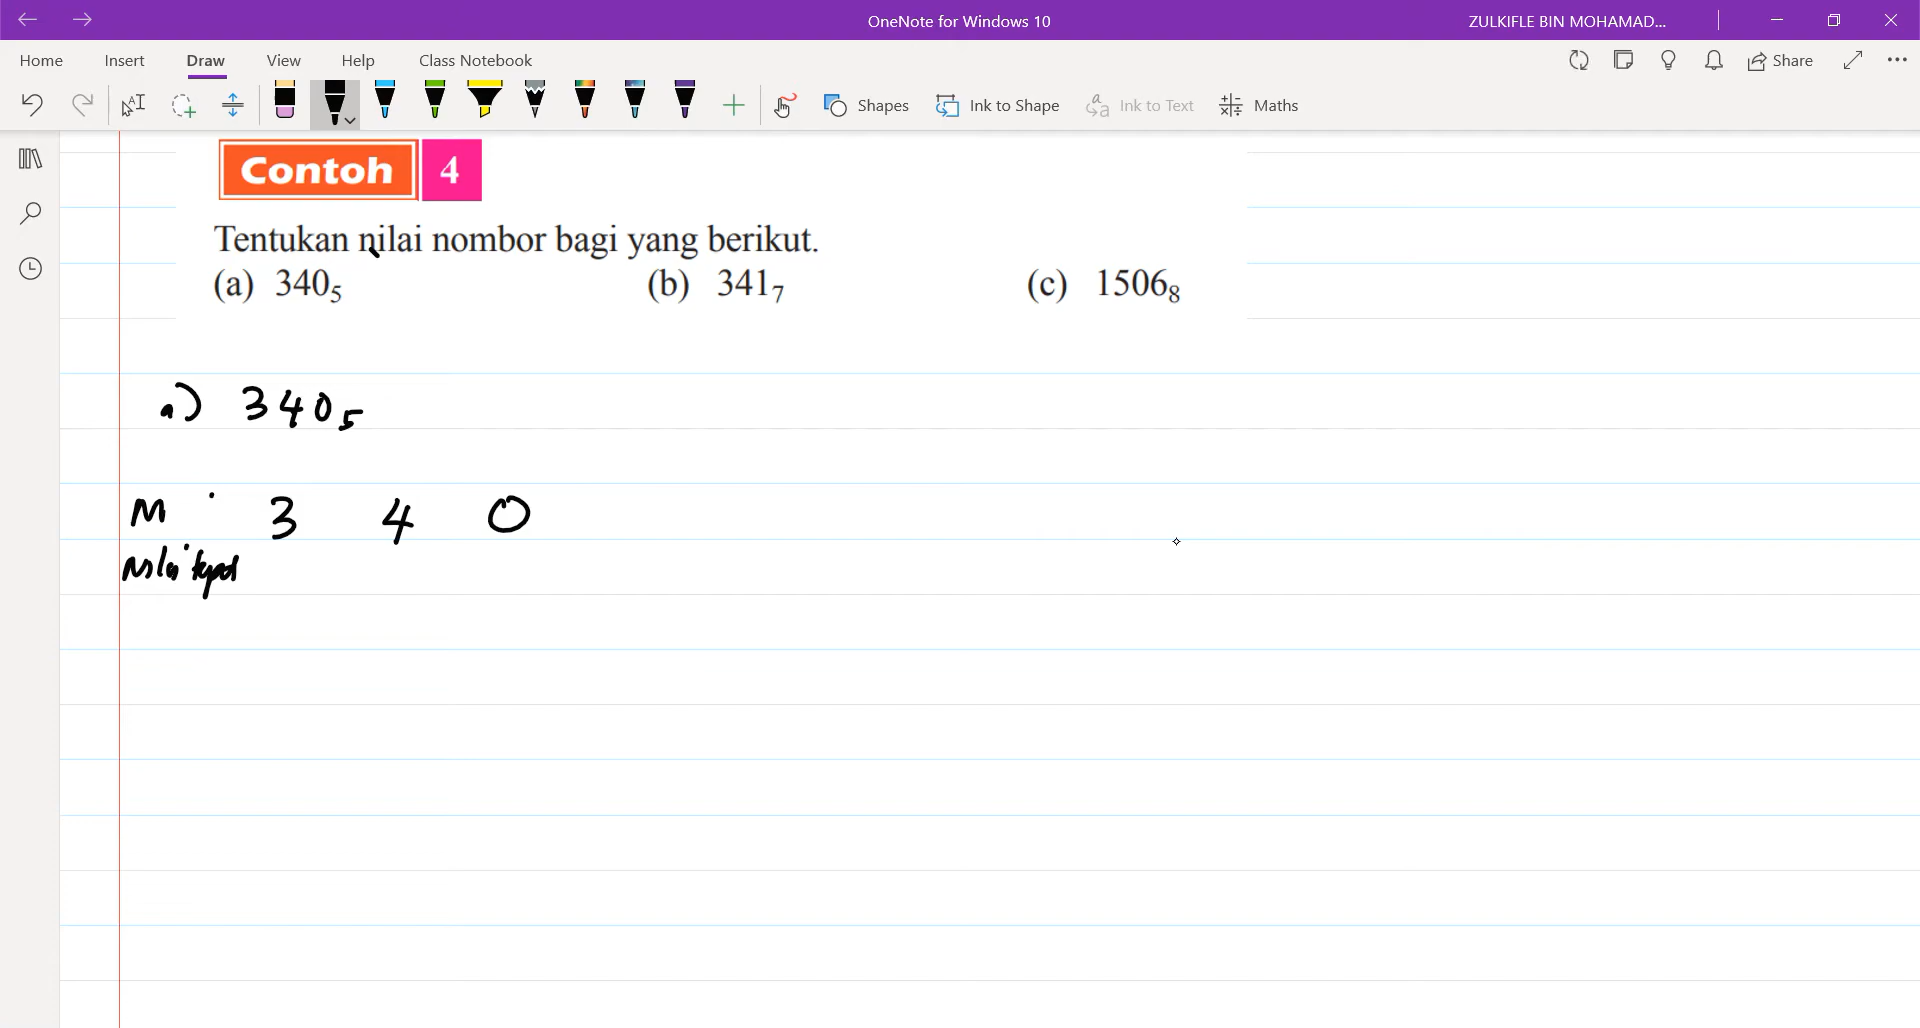 OneNote for Windows 10
ZULKIFLE BIN MOHAMAD...
Home Insert Draw View Help Class Notebook Share
Shapes Ink to Shape Ink to Text Maths
Contoh 4
Tentukan nilai nombor bagi yang berikut.
(a) 340₅ (b) 341₇ (c) 1506₈
a) 340₅
M 3 4 0
Nilai